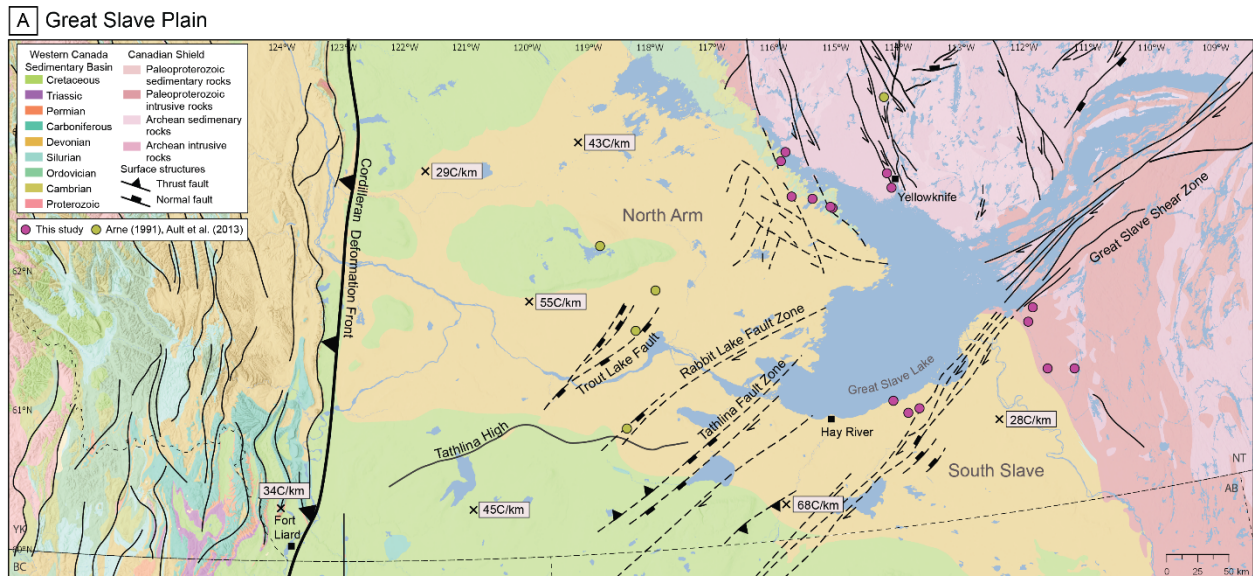 A Great Slave Plain
124°W
123°W
122°W
121°W
120°W
119°W
118°W
117°W
116°W
115°W
114°W
113°W
112°W
111°W
110°W
109°W
Western Canada
Sedimentary Basin
Cretaceous
Triassic
Permian
Carboniferous
Devonian
Silurian
Ordovician
Cambrian
Proterozoic
Canadian Shield
Paleoproterozoic
sedimentary rocks
Paleoproterozoic
intrusive rocks
Archean sedimenary
rocks
Archean intrusive
rocks
Surface structures
Thrust fault
Normal fault
This study
Arne (1991), Ault et al. (2013)
43C/km
29C/km
Cordilleran Deformation Front
North Arm
Yellowknife
Great Slave Shear Zone
62°N
55C/km
Trout Lake Fault
Rabbit Lake Fault Zone
Tathlina Fault Zone
Great Slave Lake
61°N
Hay River
28C/km
Tathlina High
South Slave
NT
AB
34C/km
Fort
Liard
45C/km
68C/km
YK
BC
60°N
0 25 50 km